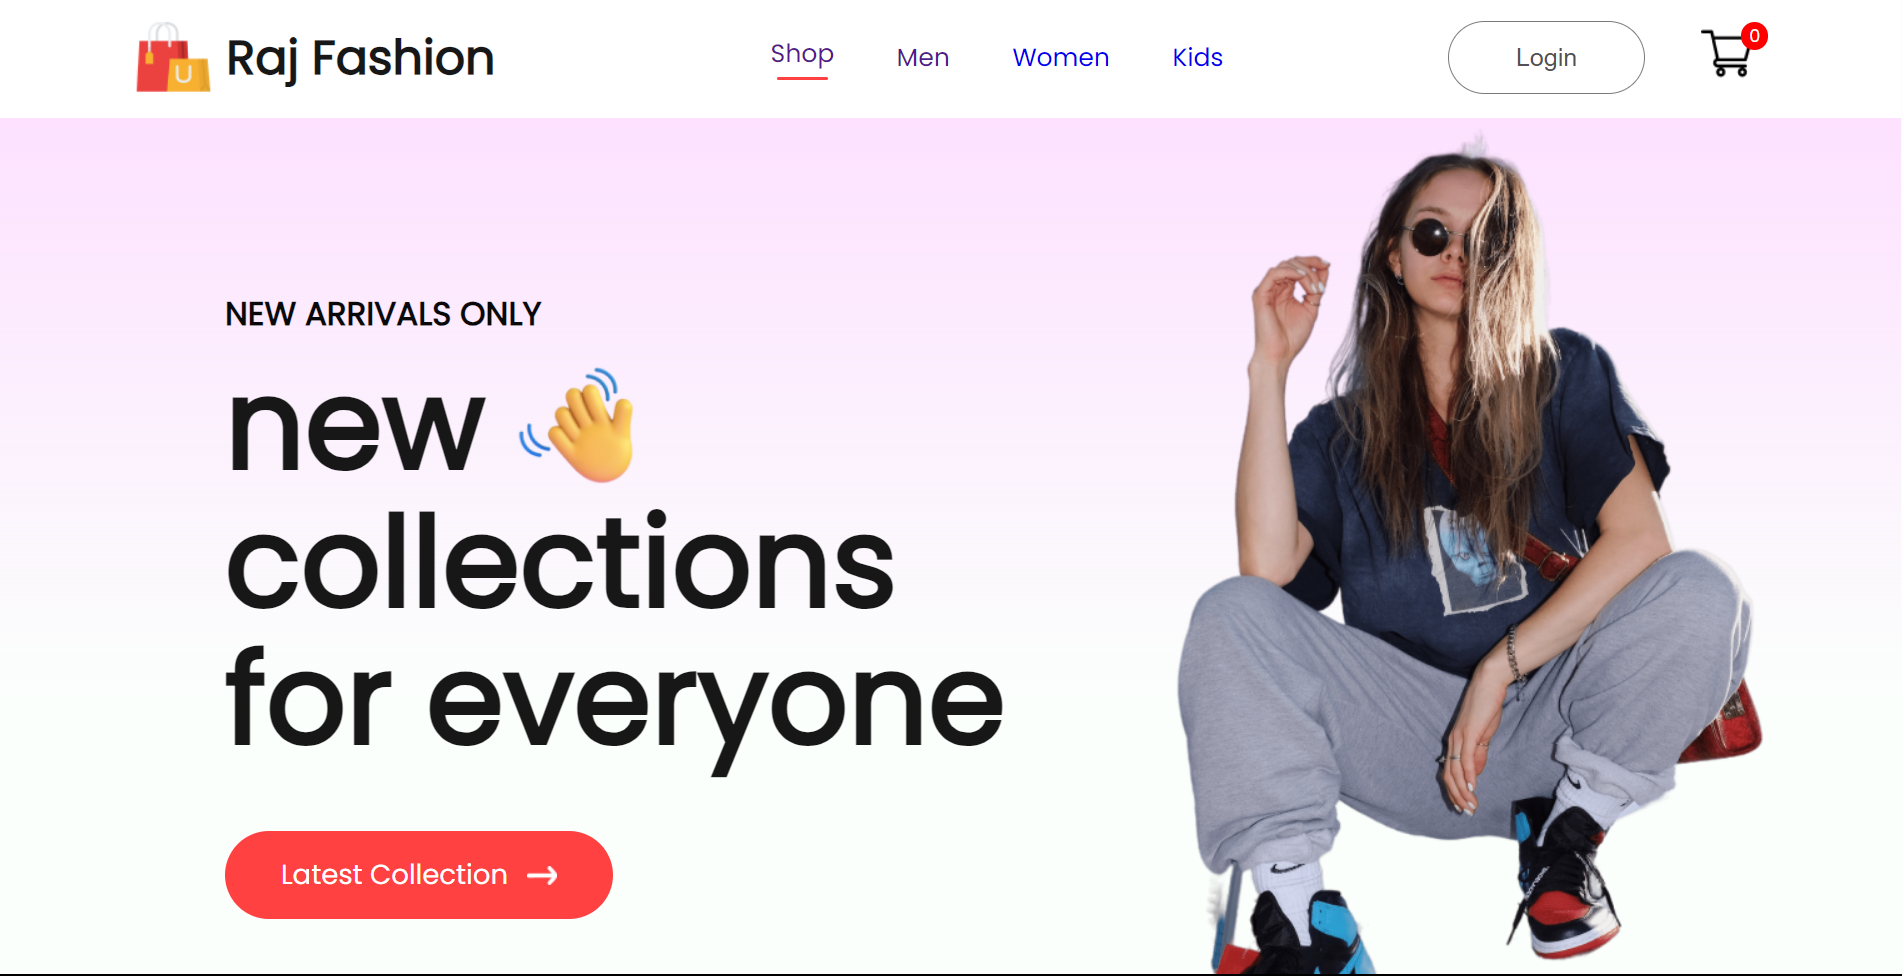 Raj Fashion
Shop
Men
Women
Kids
Login
0
NEW ARRIVALS ONLY
new
collections
for everyone
Latest Collection